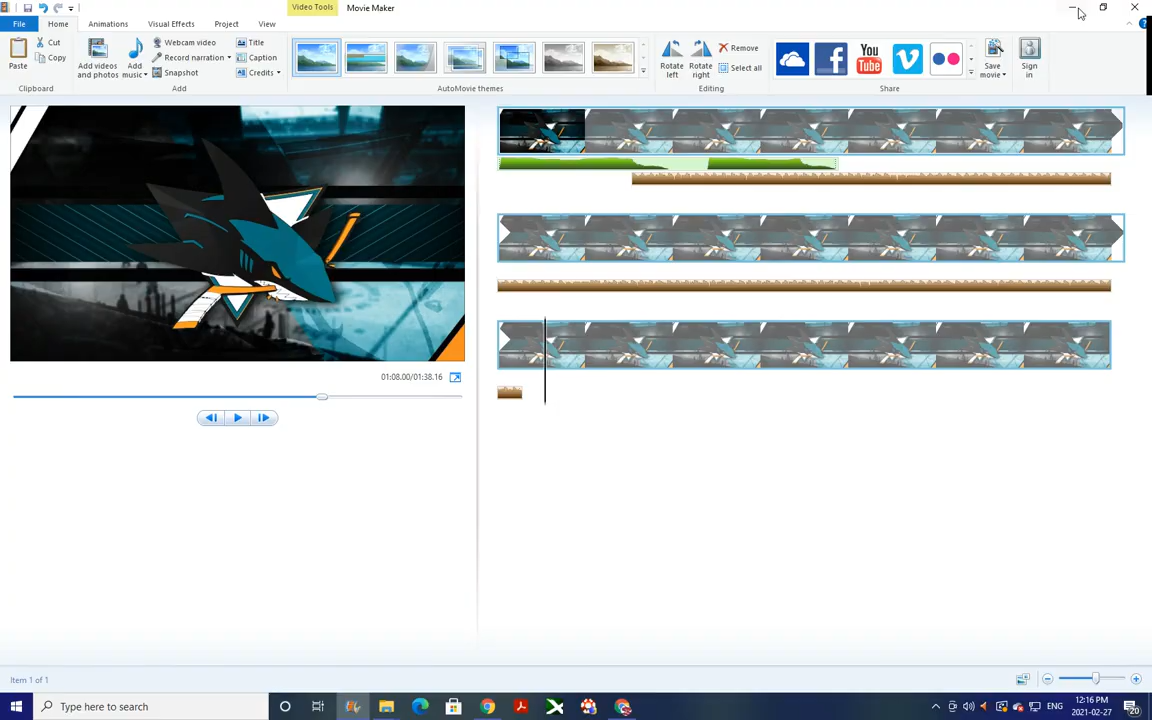 Video Tools
Movie Maker
File
Home
Animations
Visual Effects
Project
View
Paste
Cut
Copy
Clipboard
Add videos
and photos
Add
music
Webcam video
Record narration
Snapshot
Title
Caption
Credits
Add
AutoMovie themes
Rotate
left
Rotate
right
Remove
Select all
Editing
You
Tube
Share
Save
movie
Sign
in
01:08.00/01:38.16
Item 1 of 1
Type here to search
ENG
12:16 PM
2021-02-27
20